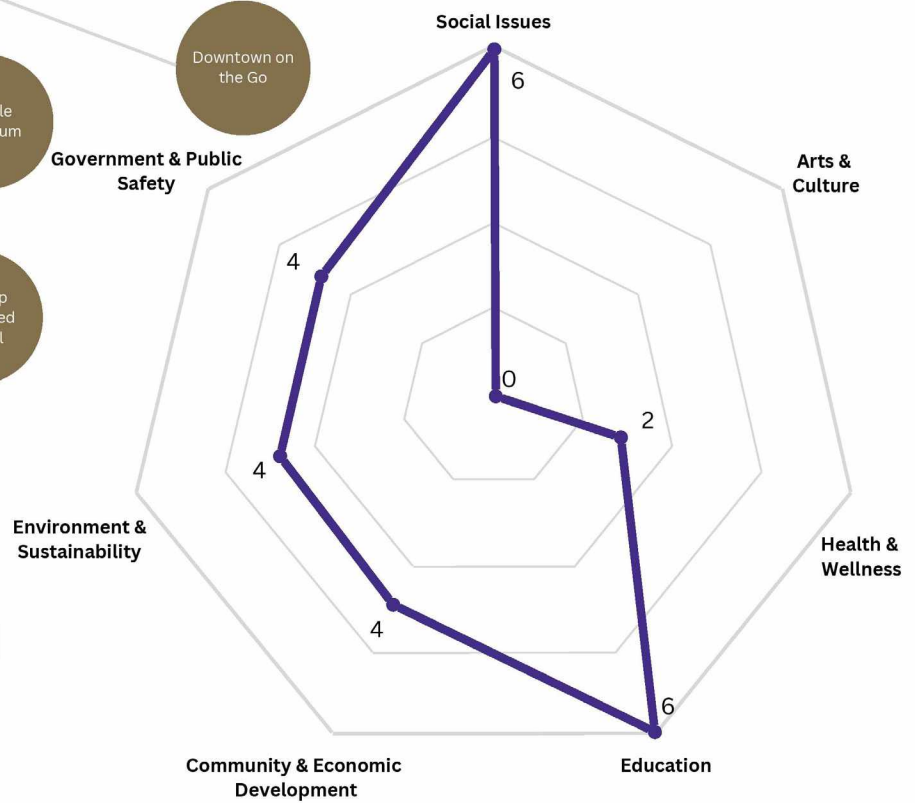 Social Issues
Downtown on
the Go
6
Government & Public
Safety
Arts &
Culture
4
0
2
4
Environment &
Sustainability
Health &
Wellness
4
6
Community & Economic
Development
Education